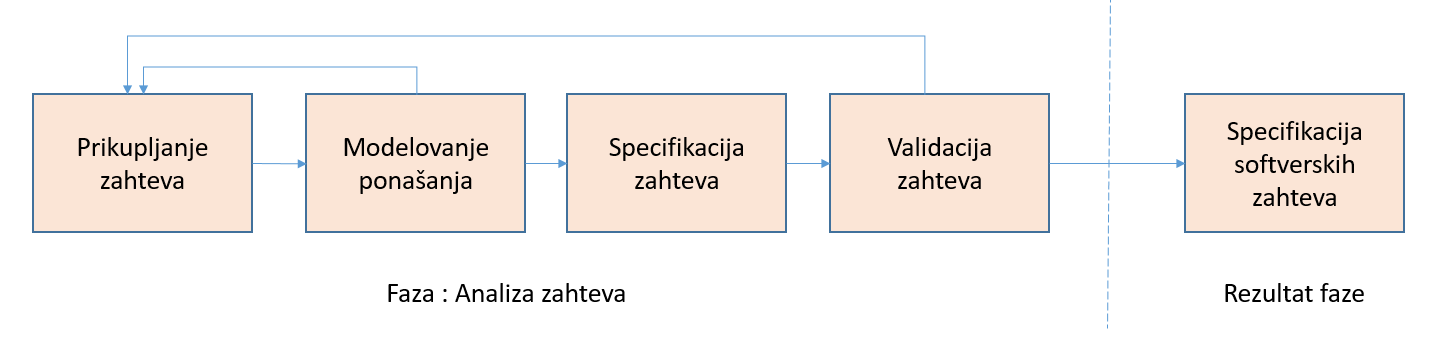 Prikupljanje
zahteva
Modelovanje
ponašanja
Specifikacija
zahteva
Validacija
zahteva
Specifikacija
softverskih
zahteva
Faza : Analiza zahteva
Rezultat faze